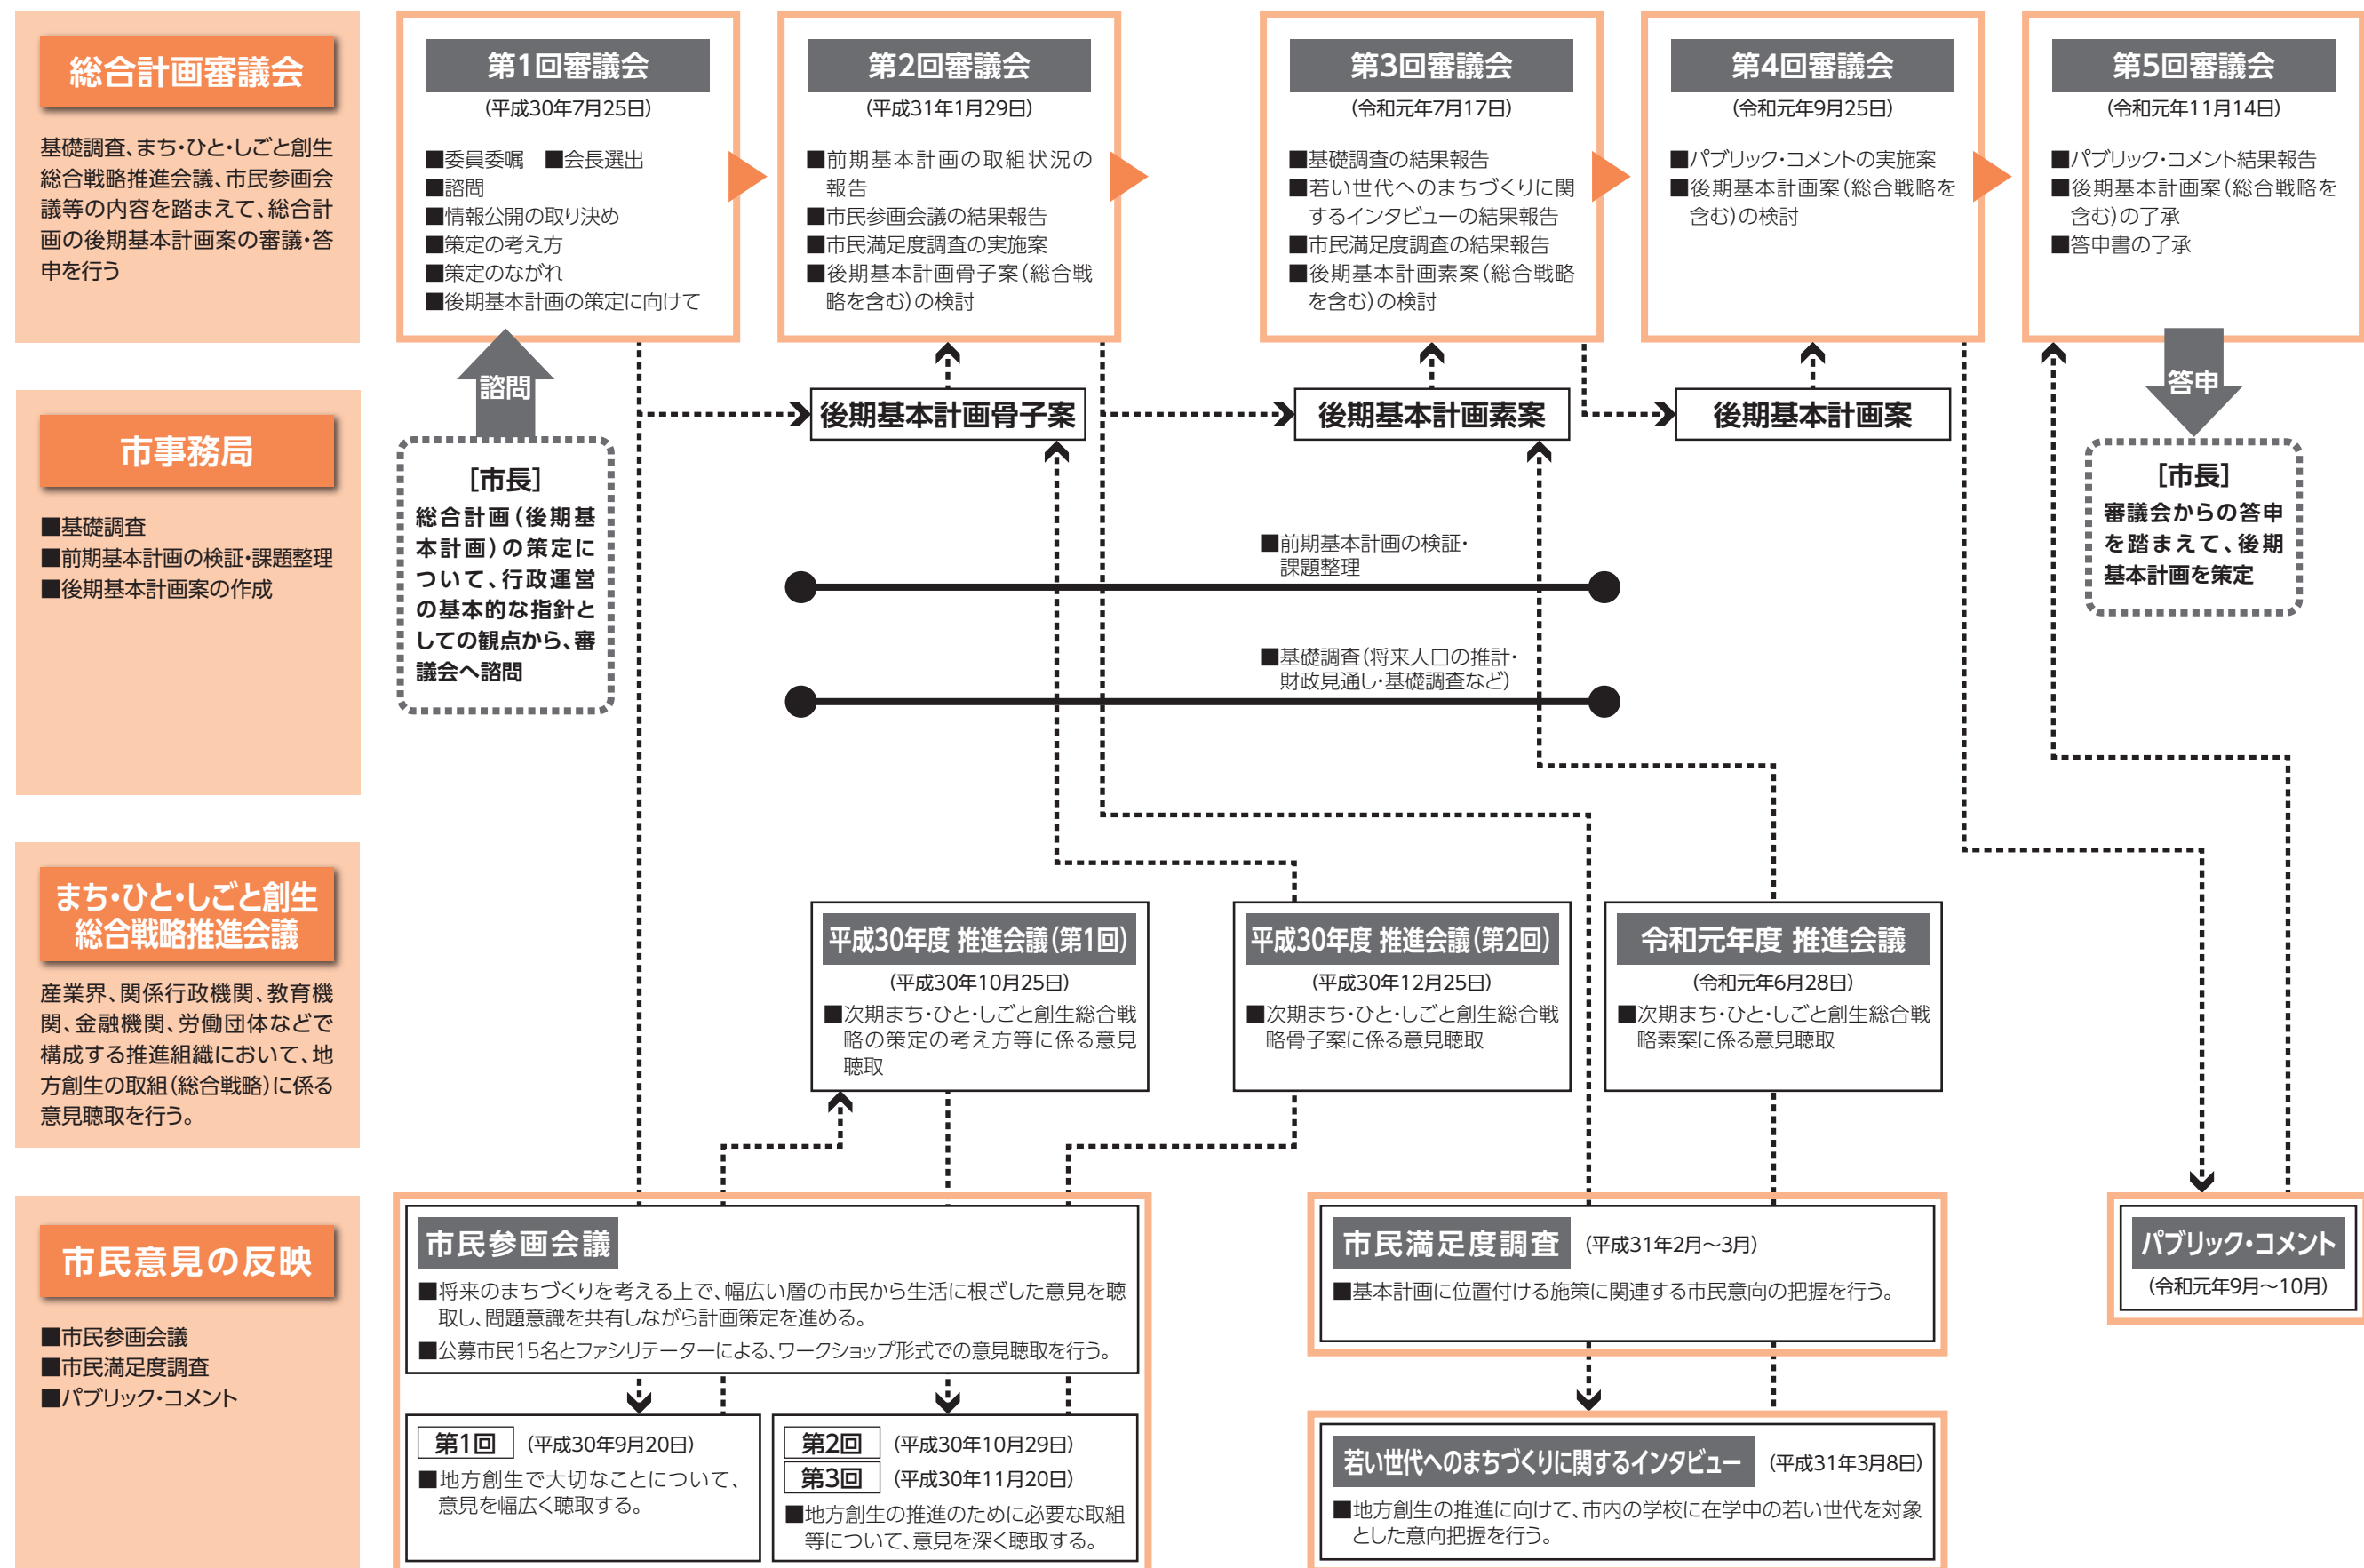 総合計画審議会
基礎調査、まち・ひと・しごと創生
総合戦略推進会議、市民参画会
議等の内容を踏まえて、総合計
画の後期基本計画案の審議・答
申を行う
第1回審議会
（平成30年7月25日）
■委員委嘱　■会長選出
■諮問
■情報公開の取り決め
■策定の考え方
■策定のながれ
■後期基本計画の策定に向けて
第2回審議会
（平成31年1月29日）
■前期基本計画の取組状況の
報告
■市民参画会議の結果報告
■市民満足度調査の実施案
■後期基本計画骨子案（総合戦
略を含む）の検討
第3回審議会
（令和元年7月17日）
■基礎調査の結果報告
■若い世代へのまちづくりに関
するインタビューの結果報告
■市民満足度調査の結果報告
■後期基本計画素案（総合戦略
を含む）の検討
第4回審議会
（令和元年9月25日）
■パブリック・コメントの実施案
■後期基本計画案（総合戦略を
含む）の検討
第5回審議会
（令和元年11月14日）
■パブリック・コメント結果報告
■後期基本計画案（総合戦略を
含む）の了承
■答申書の了承
市事務局
■基礎調査
■前期基本計画の検証・課題整理
■後期基本計画案の作成
諮問
［市長］
総合計画（後期基
本計画）の策定に
ついて、行政運営
の基本的な指針と
しての観点から、審
議会へ諮問
後期基本計画骨子案
後期基本計画素案
後期基本計画案
答申
［市長］
審議会からの答申
を踏まえて、後期
基本計画を策定
■前期基本計画の検証・
課題整理
■基礎調査（将来人口の推計・
財政見通し・基礎調査など）
まち・ひと・しごと創生
総合戦略推進会議
産業界、関係行政機関、教育機
関、金融機関、労働団体などで
構成する推進組織において、地
方創生の取組（総合戦略）に係る
意見聴取を行う。
平成30年度 推進会議（第1回）
（平成30年10月25日）
■次期まち・ひと・しごと創生総合戦
略の策定の考え方等に係る意見
聴取
平成30年度 推進会議（第2回）
（平成30年12月25日）
■次期まち・ひと・しごと創生総合戦
略骨子案に係る意見聴取
令和元年度 推進会議
（令和元年6月28日）
■次期まち・ひと・しごと創生総合戦
略素案に係る意見聴取
市民意見の反映
■市民参画会議
■市民満足度調査
■パブリック・コメント
市民参画会議
■将来のまちづくりを考える上で、幅広い層の市民から生活に根ざした意見を聴
取し、問題意識を共有しながら計画策定を進める。
■公募市民15名とファシリテーターによる、ワークショップ形式での意見聴取を行う。
第1回　（平成30年9月20日）
■地方創生で大切なことについて、
意見を幅広く聴取する。
第2回　（平成30年10月29日）
第3回　（平成30年11月20日）
■地方創生の推進のために必要な取組
等について、意見を深く聴取する。
市民満足度調査　（平成31年2月～3月）
■基本計画に位置付ける施策に関連する市民意向の把握を行う。
若い世代へのまちづくりに関するインタビュー　（平成31年3月8日）
■地方創生の推進に向けて、市内の学校に在学中の若い世代を対象
とした意向把握を行う。
パブリック・コメント
（令和元年9月～10月）